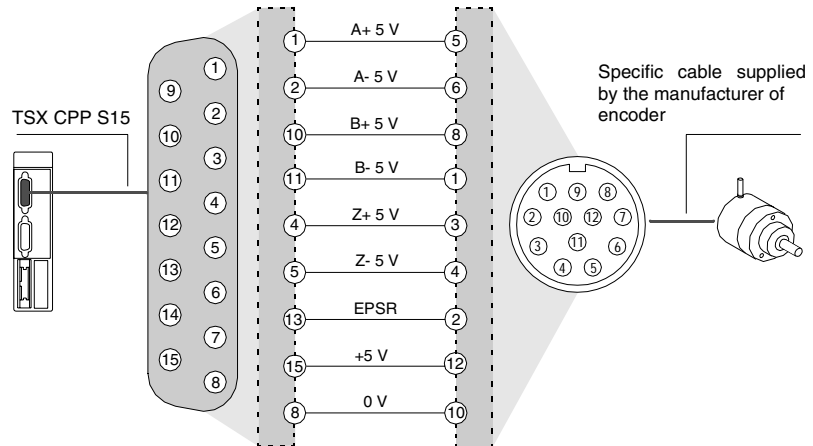 TSX CPP S15
1
2
3
4
5
6
7
8
9
10
11
12
13
14
15
1 A+ 5 V 5
2 A- 5 V 6
10 B+ 5 V 8
11 B- 5 V 1
4 Z+ 5 V 3
5 Z- 5 V 4
13 EPSR 2
15 +5 V 12
8 0 V 10
Specific cable supplied
by the manufacturer of
encoder
1 9 8
2 10 12 7
3 11 6
4 5